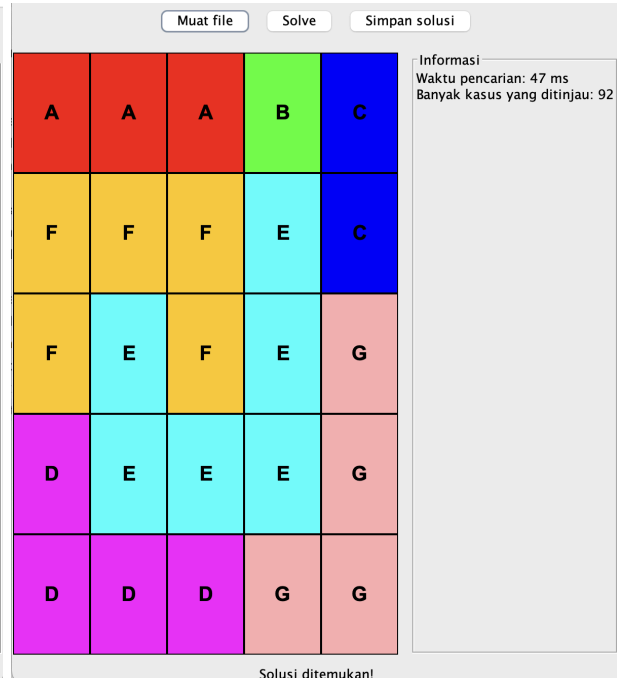 Muat file Solve Simpan solusi
Informasi
Waktu pencarian: 47 ms
Banyak kasus yang ditinjau: 92
A A A B C
F F F E C
F E F E G
D E E E G
D D D G G
Solusi ditemukan!